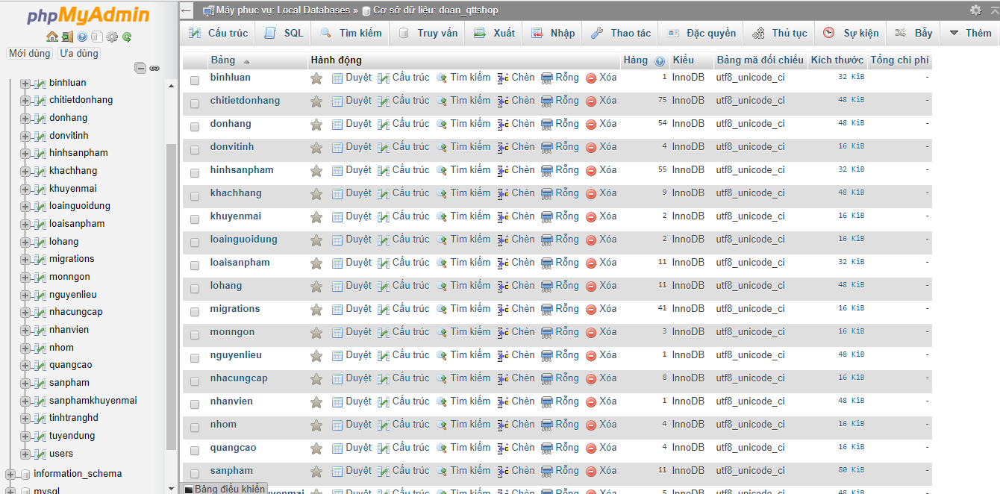 phpMyAdmin
Mới dùng Ưa dùng
binhluan
chitietdonhang
donhang
donvitinh
hinhsanpham
khachhang
khuyenmai
loainguoidung
loaisanpham
lohang
migrations
monngon
nguyenlieu
nhacungcap
nhanvien
nhom
quangcao
sanpham
sanphamkhuyenmai
tinhtranghd
tuyendung
users
information_schema
mysql
Máy phục vụ: Local Databases » Cơ sở dữ liệu: doan_qttshop
Cấu trúc SQL Tìm kiếm Truy vấn Xuất Nhập Thao tác Đặc quyền Thủ tục Sự kiện Bẫy Thêm
Bảng Hành động Hàng Kiểu Bảng mã đối chiếu Kích thước Tổng chi phí
binhluan Duyệt Cấu trúc Tìm kiếm Chèn Rỗng Xóa 1 InnoDB utf8_unicode_ci 32 KiB -
chitietdonhang Duyệt Cấu trúc Tìm kiếm Chèn Rỗng Xóa 75 InnoDB utf8_unicode_ci 48 KiB -
donhang Duyệt Cấu trúc Tìm kiếm Chèn Rỗng Xóa 54 InnoDB utf8_unicode_ci 48 KiB -
donvitinh Duyệt Cấu trúc Tìm kiếm Chèn Rỗng Xóa 4 InnoDB utf8_unicode_ci 16 KiB -
hinhsanpham Duyệt Cấu trúc Tìm kiếm Chèn Rỗng Xóa 55 InnoDB utf8_unicode_ci 32 KiB -
khachhang Duyệt Cấu trúc Tìm kiếm Chèn Rỗng Xóa 9 InnoDB utf8_unicode_ci 48 KiB -
khuyenmai Duyệt Cấu trúc Tìm kiếm Chèn Rỗng Xóa 2 InnoDB utf8_unicode_ci 16 KiB -
loainguoidung Duyệt Cấu trúc Tìm kiếm Chèn Rỗng Xóa 2 InnoDB utf8_unicode_ci 16 KiB -
loaisanpham Duyệt Cấu trúc Tìm kiếm Chèn Rỗng Xóa 11 InnoDB utf8_unicode_ci 32 KiB -
lohang Duyệt Cấu trúc Tìm kiếm Chèn Rỗng Xóa 11 InnoDB utf8_unicode_ci 48 KiB -
migrations Duyệt Cấu trúc Tìm kiếm Chèn Rỗng Xóa 41 InnoDB utf8_unicode_ci 16 KiB -
monngon Duyệt Cấu trúc Tìm kiếm Chèn Rỗng Xóa 3 InnoDB utf8_unicode_ci 16 KiB -
nguyenlieu Duyệt Cấu trúc Tìm kiếm Chèn Rỗng Xóa 1 InnoDB utf8_unicode_ci 48 KiB -
nhacungcap Duyệt Cấu trúc Tìm kiếm Chèn Rỗng Xóa 8 InnoDB utf8_unicode_ci 16 KiB -
nhanvien Duyệt Cấu trúc Tìm kiếm Chèn Rỗng Xóa 1 InnoDB utf8_unicode_ci 48 KiB -
nhom Duyệt Cấu trúc Tìm kiếm Chèn Rỗng Xóa 4 InnoDB utf8_unicode_ci 16 KiB -
quangcao Duyệt Cấu trúc Tìm kiếm Chèn Rỗng Xóa 4 InnoDB utf8_unicode_ci 16 KiB -
sanpham Duyệt Cấu trúc Tìm kiếm Chèn Rỗng Xóa 11 InnoDB utf8_unicode_ci 80 KiB -
Bảng điều khiển yenmai Duyệt Cấu trúc Tìm kiếm Chèn Rỗng Xóa 5 InnoDB utf8_unicode_ci 48 KiB -